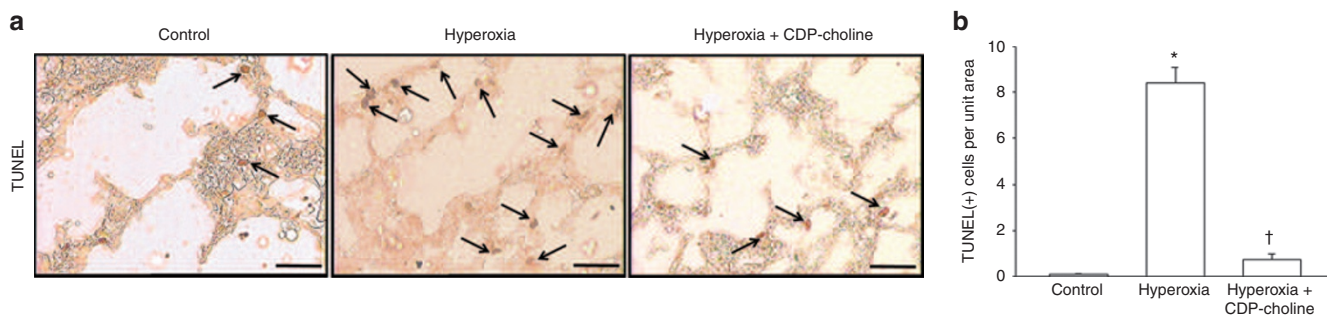 a
Control
Hyperoxia
Hyperoxia + CDP-choline
TUNEL
b
TUNEL(+) cells per unit area
10
8
6
4
2
0
*
†
Control
Hyperoxia
Hyperoxia +
CDP-choline